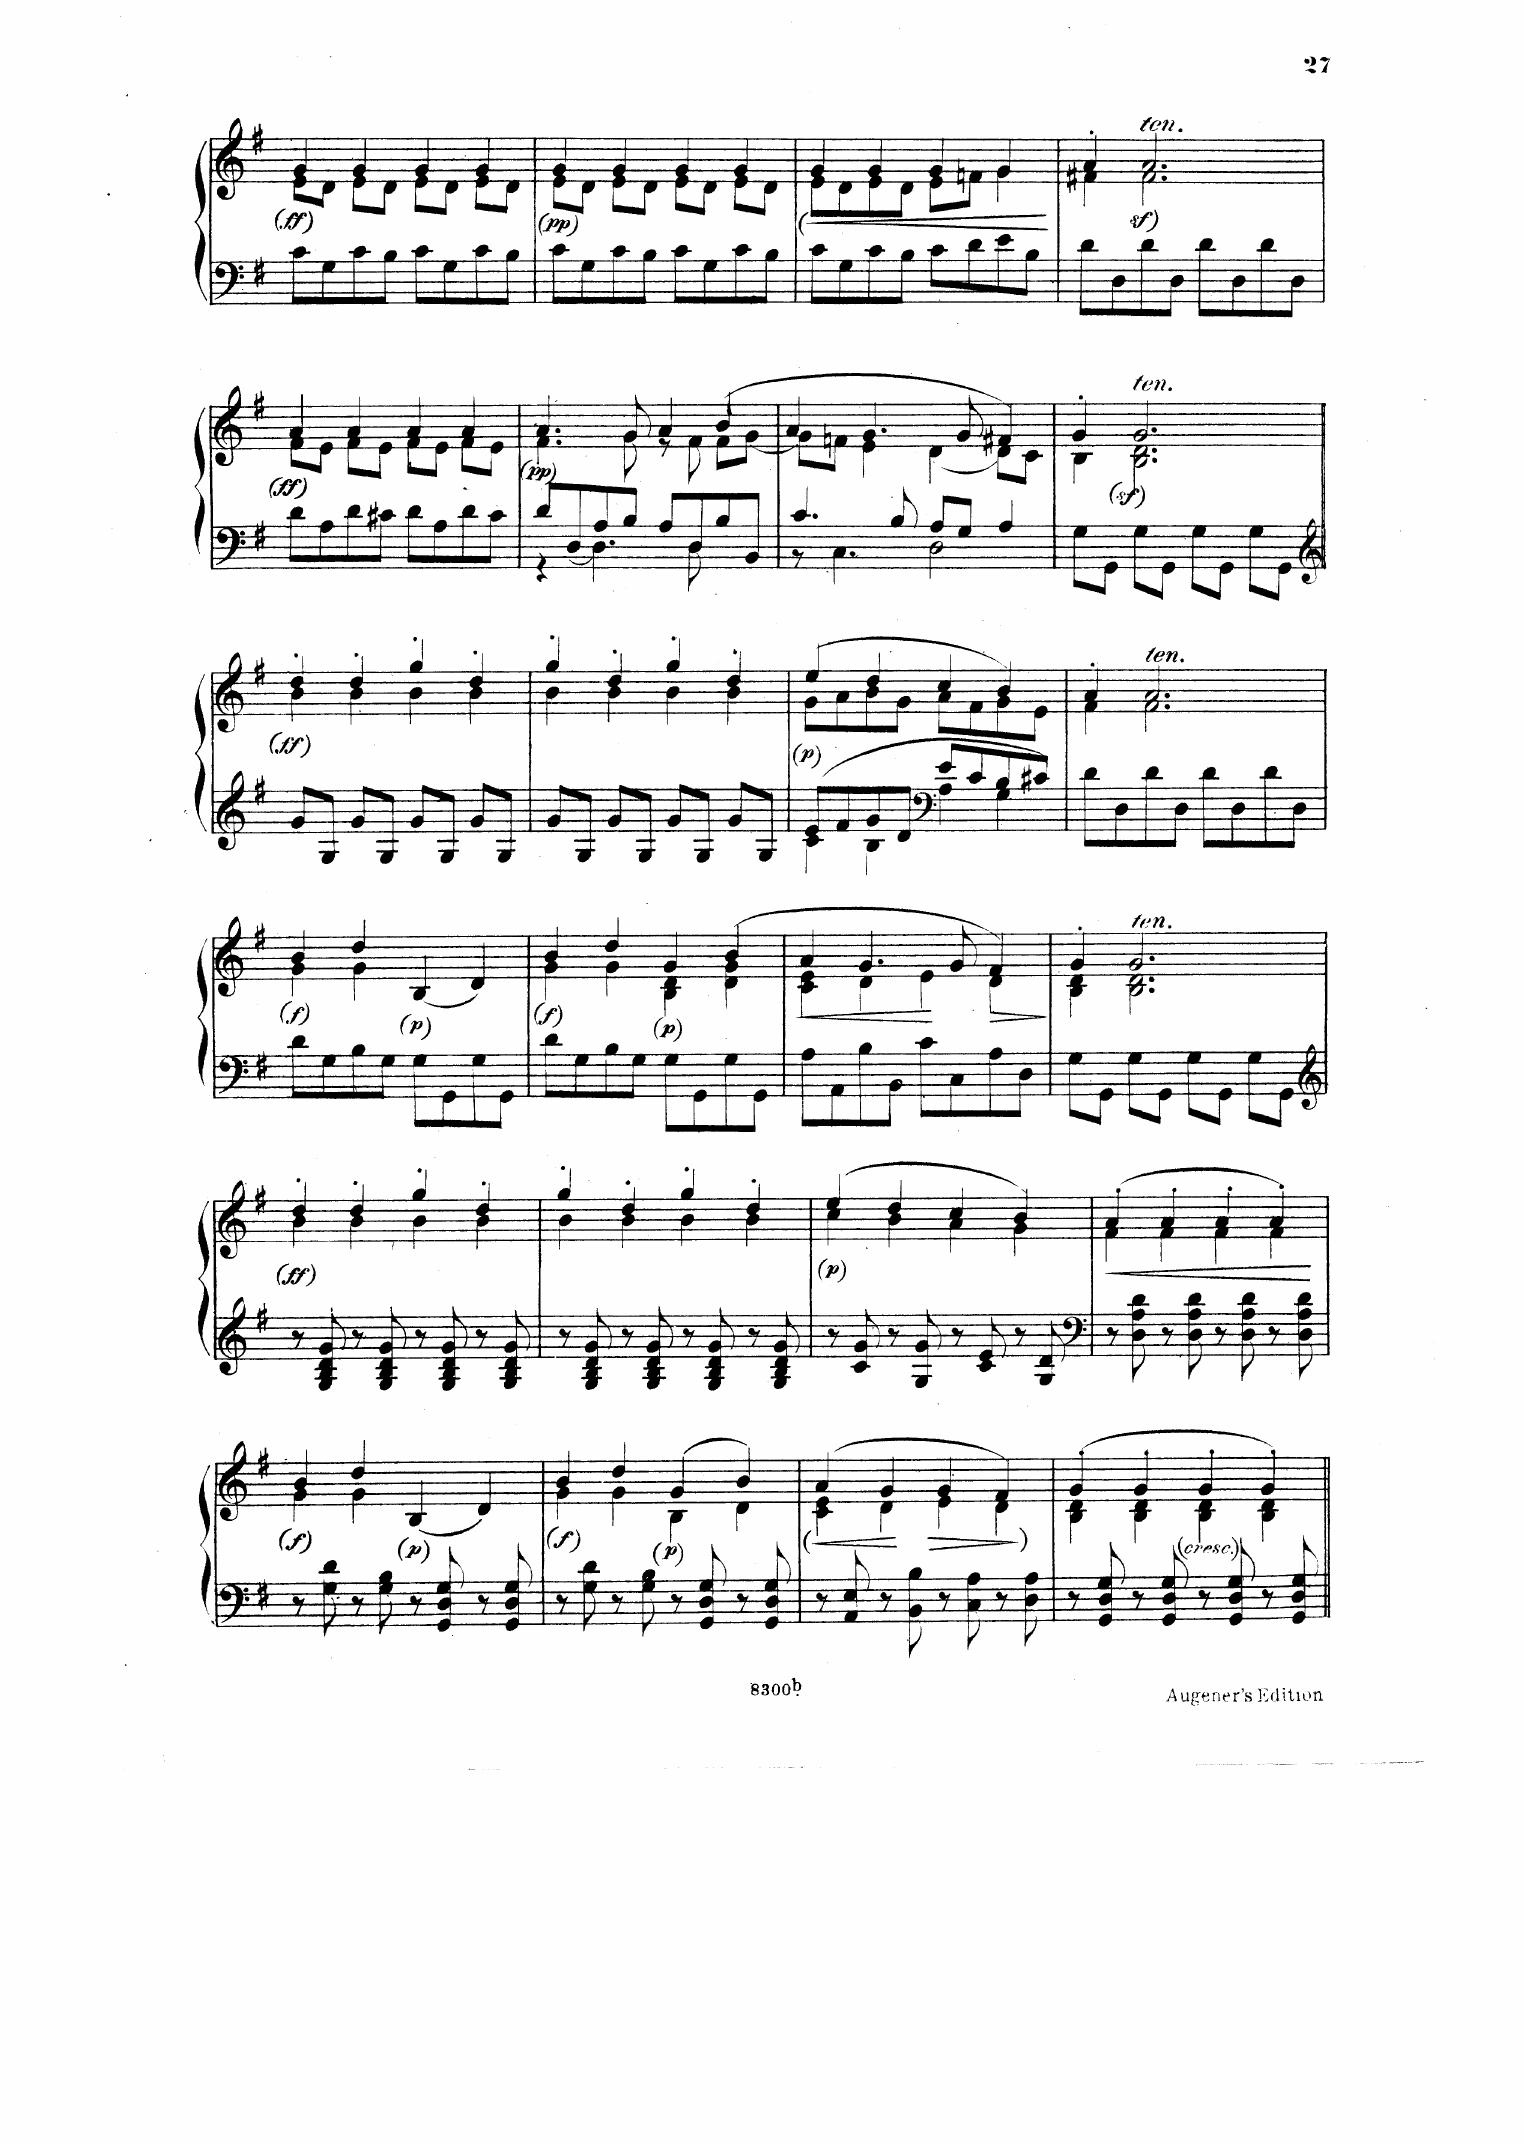 27
ten.
(ff)
(pp)
(
sf)
ten.
(ff)
(pp)
(sf)
ten.
(ff)
(p)
ten.
(f)
(p)
(f)
(p)
(ff)
(p)
(f)
(p)
(f)
(p)
(
)
(cresc.)
8300b
Augener's Edition